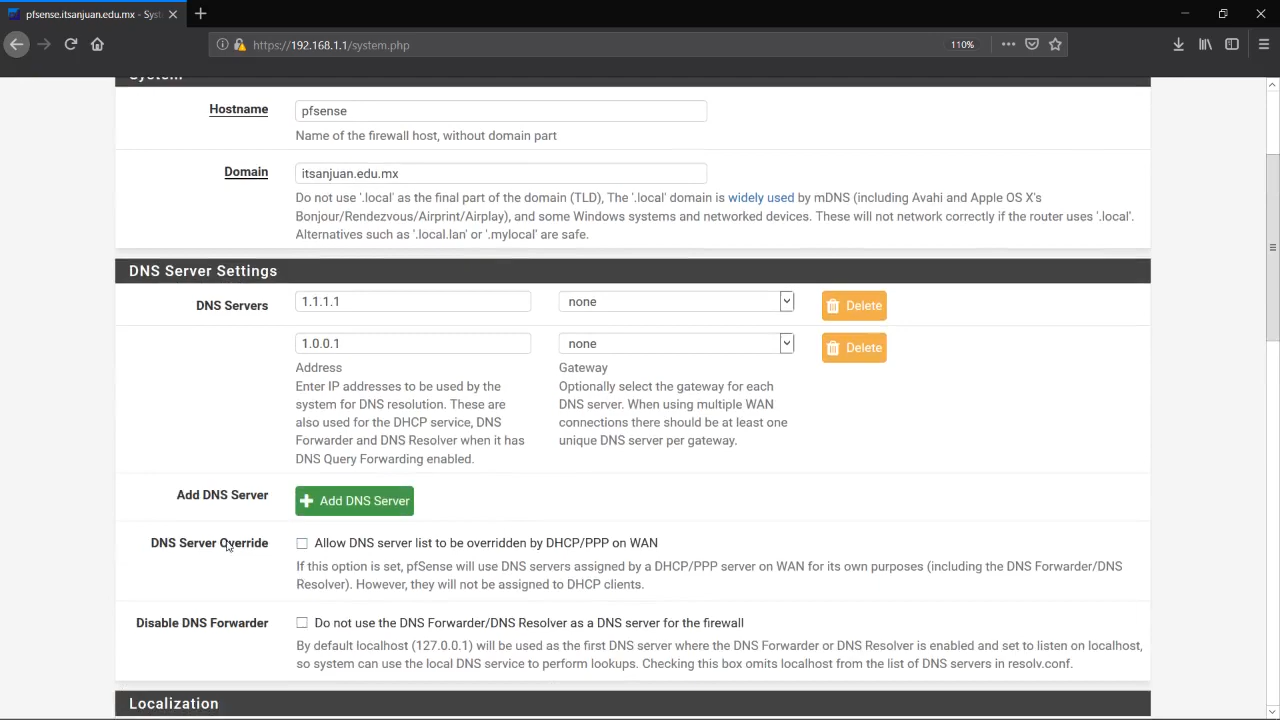 pfsense.itsanjuan.edu.mx - Syst
https://192.168.1.1/system.php
110%
System
Hostname
pfsense
Name of the firewall host, without domain part
Domain
itsanjuan.edu.mx
Do not use '.local' as the final part of the domain (TLD), The '.local' domain is widely used by mDNS (including Avahi and Apple OS X's
Bonjour/Rendezvous/Airprint/Airplay), and some Windows systems and networked devices. These will not network correctly if the router uses '.local'.
Alternatives such as '.local.lan' or '.mylocal' are safe.
DNS Server Settings
DNS Servers
1.1.1.1
none
Delete
1.0.0.1
none
Delete
Address
Enter IP addresses to be used by the
system for DNS resolution. These are
also used for the DHCP service, DNS
Forwarder and DNS Resolver when it has
DNS Query Forwarding enabled.
Gateway
Optionally select the gateway for each
DNS server. When using multiple WAN
connections there should be at least one
unique DNS server per gateway.
Add DNS Server
Add DNS Server
DNS Server Override
Allow DNS server list to be overridden by DHCP/PPP on WAN
If this option is set, pfSense will use DNS servers assigned by a DHCP/PPP server on WAN for its own purposes (including the DNS Forwarder/DNS
Resolver). However, they will not be assigned to DHCP clients.
Disable DNS Forwarder
Do not use the DNS Forwarder/DNS Resolver as a DNS server for the firewall
By default localhost (127.0.0.1) will be used as the first DNS server where the DNS Forwarder or DNS Resolver is enabled and set to listen on localhost,
so system can use the local DNS service to perform lookups. Checking this box omits localhost from the list of DNS servers in resolv.conf.
Localization